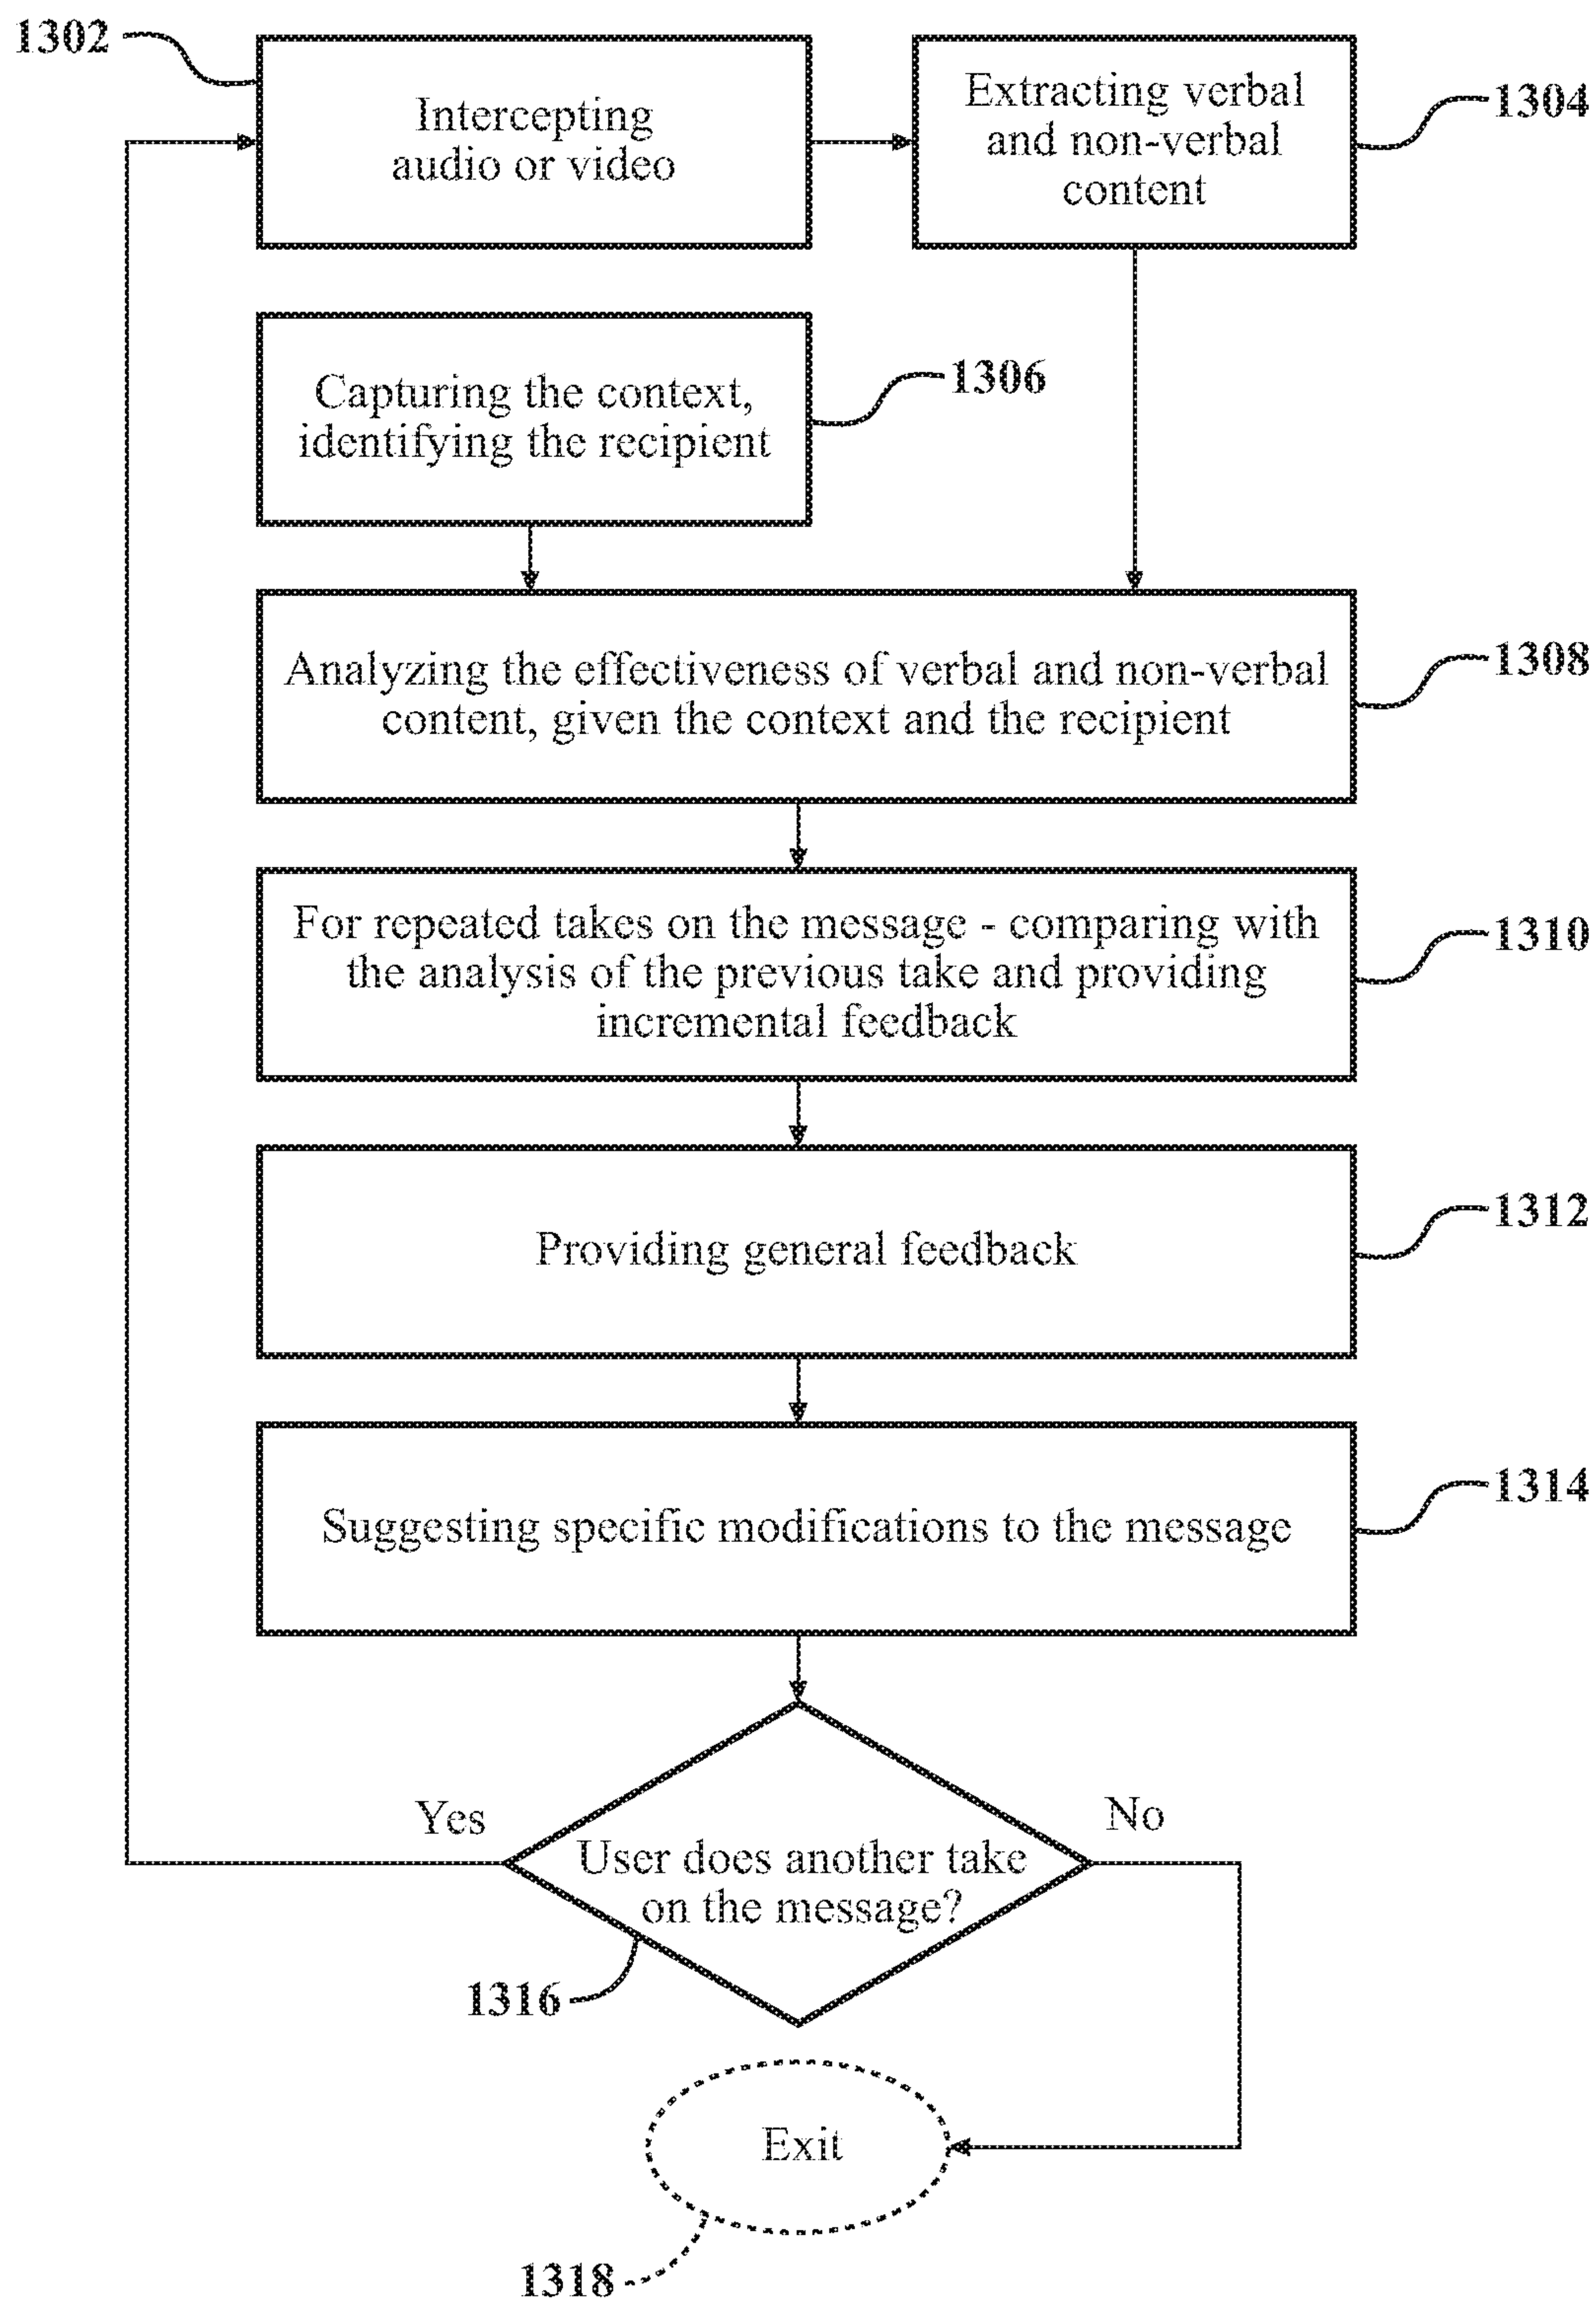 1302
Intercepting
audio or video
Extracting verbal
and non-verbal
content
1304
Capturing the context,
identifying the recipient
1306
Analyzing the effectiveness of verbal and non-verbal
content, given the context and the recipient
1308
For repeated takes on the message - comparing with
the analysis of the previous take and providing
incremental feedback
1310
Providing general feedback
1312
Suggesting specific modifications to the message
1314
Yes
No
User does another take
on the message?
1316
Exit
1318